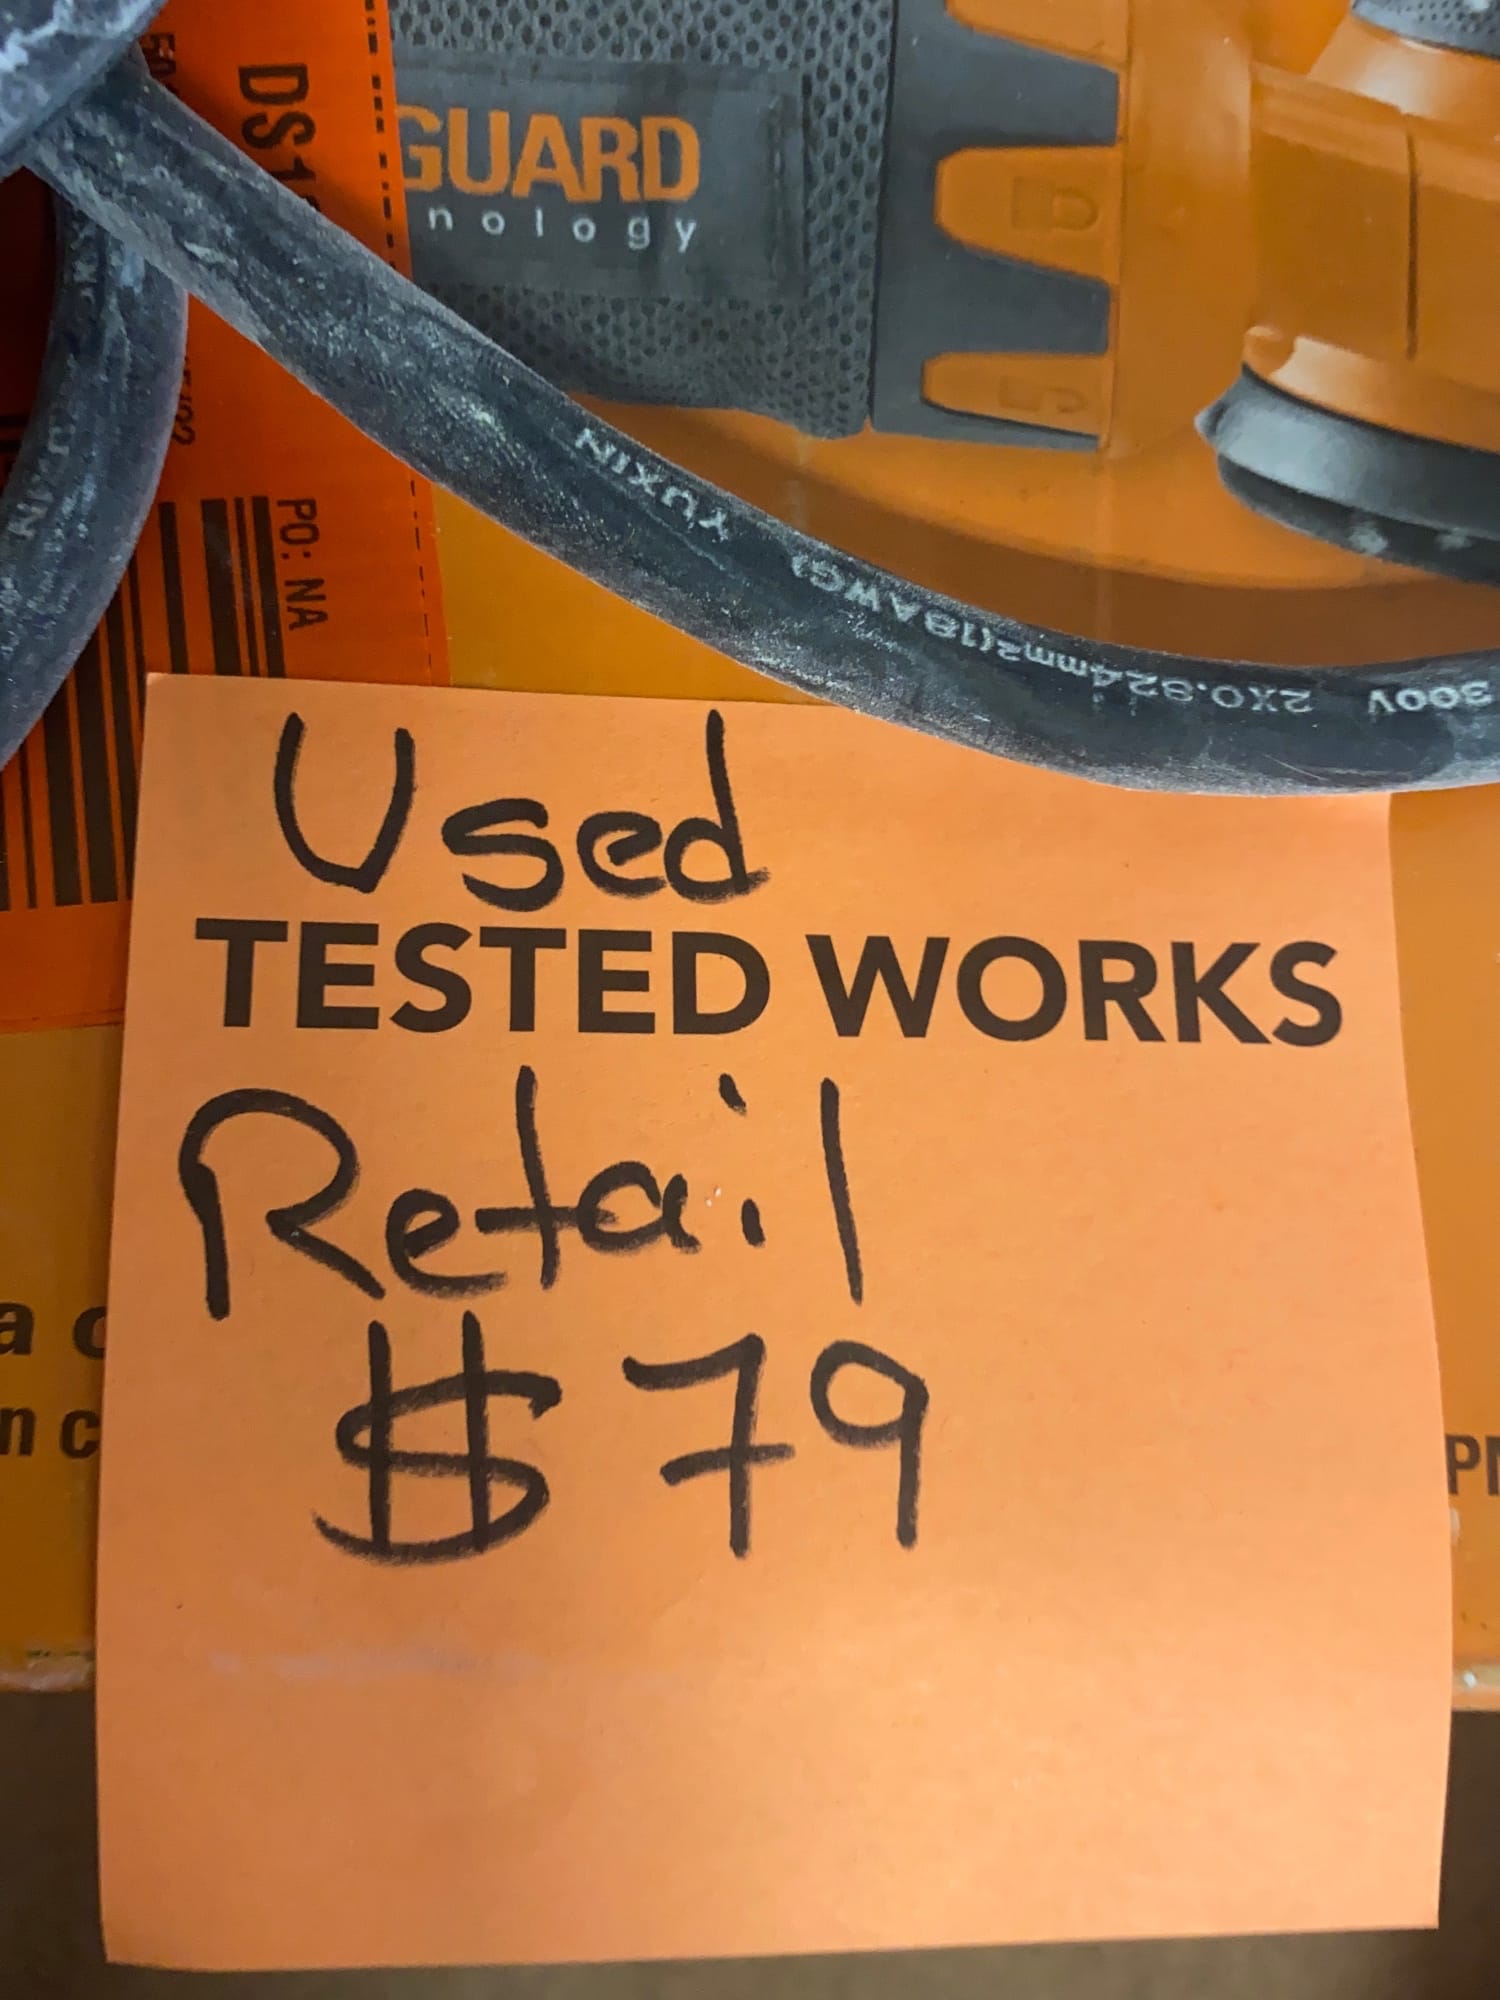 DS1
GUARD
nology
YUXIN
300V 2X0.824mm²(18AWG)
PO: NA
Used
TESTED WORKS
Retail
$79
a
n c